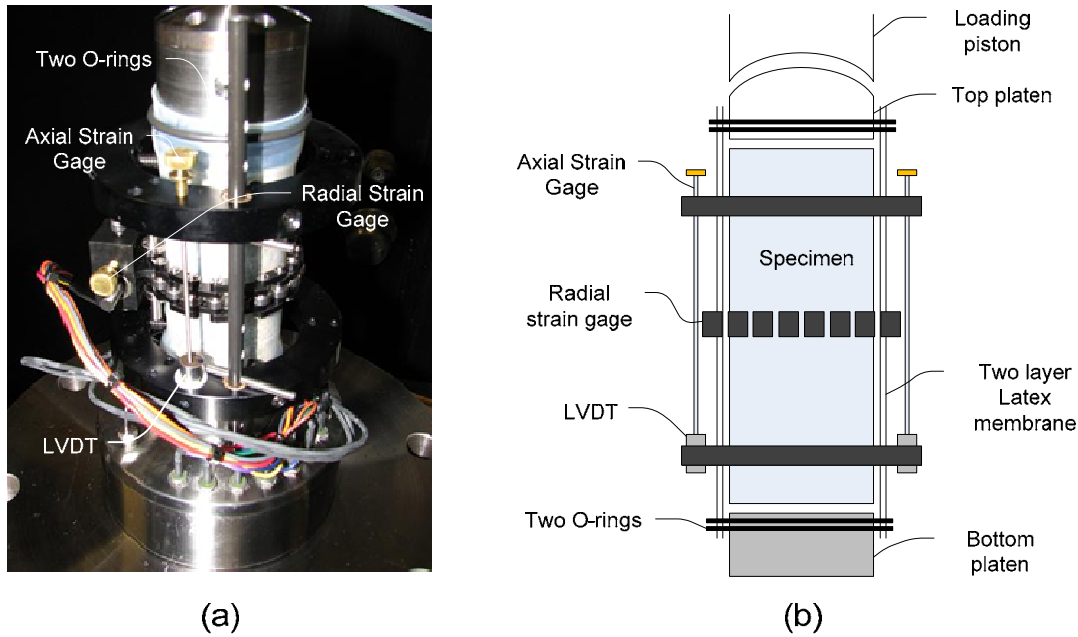 Two O-rings
Axial Strain
Gage
Radial Strain
Gage
LVDT
(a)
Loading
piston
Top platen
Axial Strain
Gage
Specimen
Radial
strain gage
Two layer
Latex
membrane
LVDT
Two O-rings
Bottom
platen
(b)